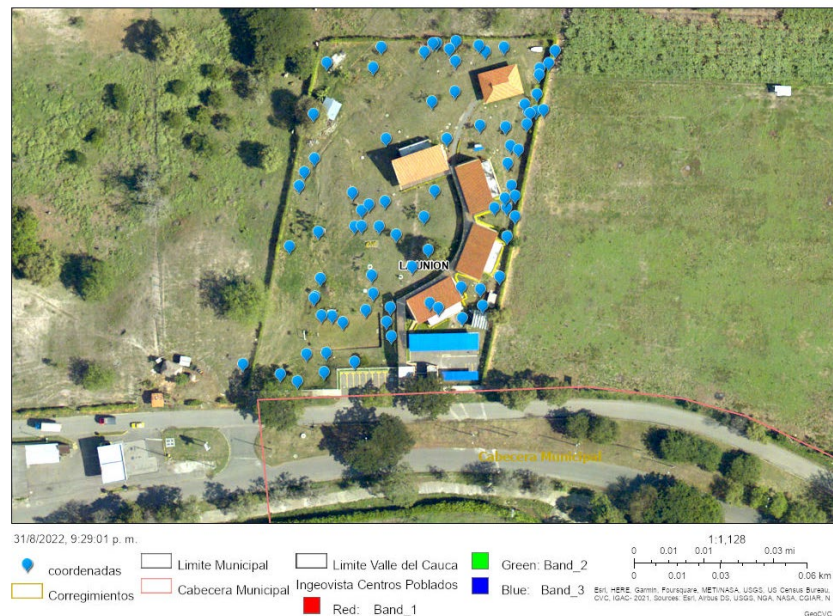 LA UNION
Cabecera Municipal
31/8/2022, 9:29:01 p. m.
coordenadas
Corregimientos
Limite Municipal
Cabecera Municipal
Limite Valle del Cauca
Ingeovista Centros Poblados
Red: Band_1
Green: Band_2
Blue: Band_3
1:1,128
0 0.01 0.01 0.03 mi
0 0.01 0.03 0.06 km
Esri, HERE, Garmin, Foursquare, METI/NASA, USGS, US Census Bureau,
CVC, IGAC- 2021, Sources: Esri, Airbus DS, USGS, NGA, NASA, CGIAR, N
GeoCVC